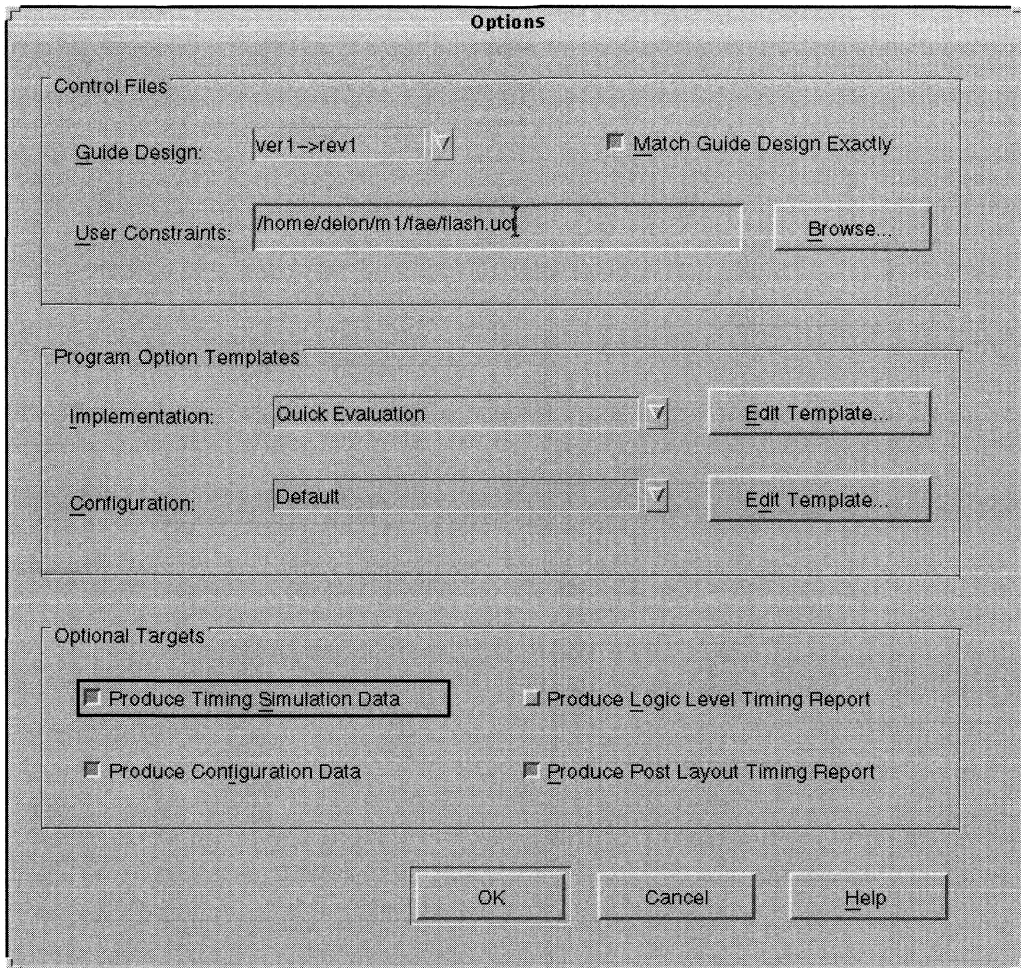 Options
Control Files
Guide Design: ver1->rev1 Match Guide Design Exactly
User Constraints: /home/delon/m1/fae/flash.ucf Browse...
Program Option Templates
Implementation: Quick Evaluation Edit Template...
Configuration: Default Edit Template...
Optional Targets
Produce Timing Simulation Data Produce Logic Level Timing Report
Produce Configuration Data Produce Post Layout Timing Report
OK Cancel Help